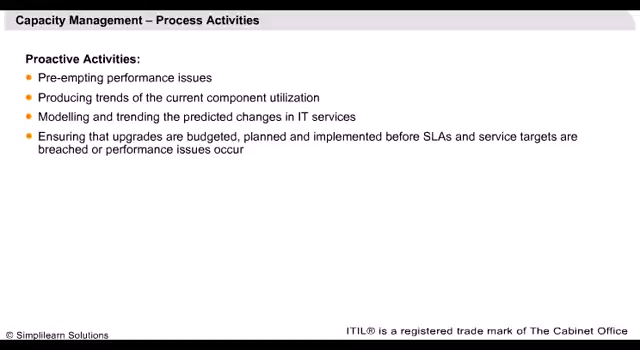 Capacity Management – Process Activities
Proactive Activities:
Pre-empting performance issues
Producing trends of the current component utilization
Modelling and trending the predicted changes in IT services
Ensuring that upgrades are budgeted, planned and implemented before SLAs and service targets are
breached or performance issues occur
© Simplilearn Solutions
ITIL® is a registered trade mark of The Cabinet Office